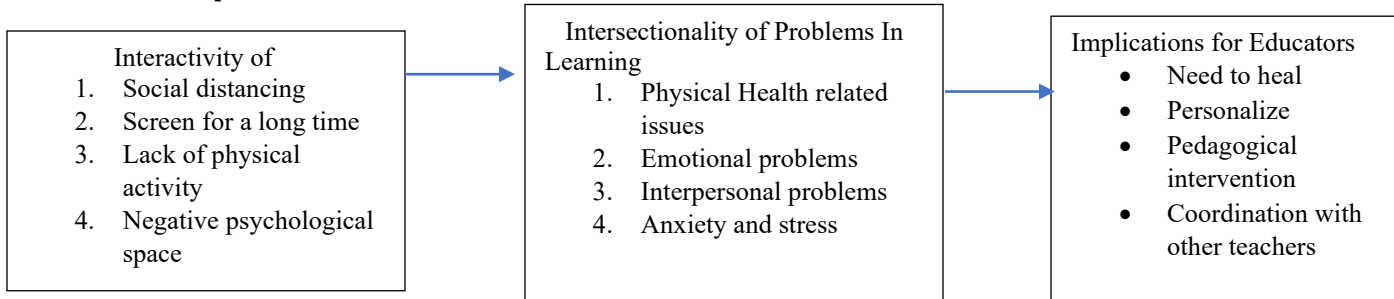 Interactivity of
1. Social distancing
2. Screen for a long time
3. Lack of physical
activity
4. Negative psychological
space
Intersectionality of Problems In
Learning
1. Physical Health related
issues
2. Emotional problems
3. Interpersonal problems
4. Anxiety and stress
Implications for Educators
• Need to heal
• Personalize
• Pedagogical
intervention
• Coordination with
other teachers